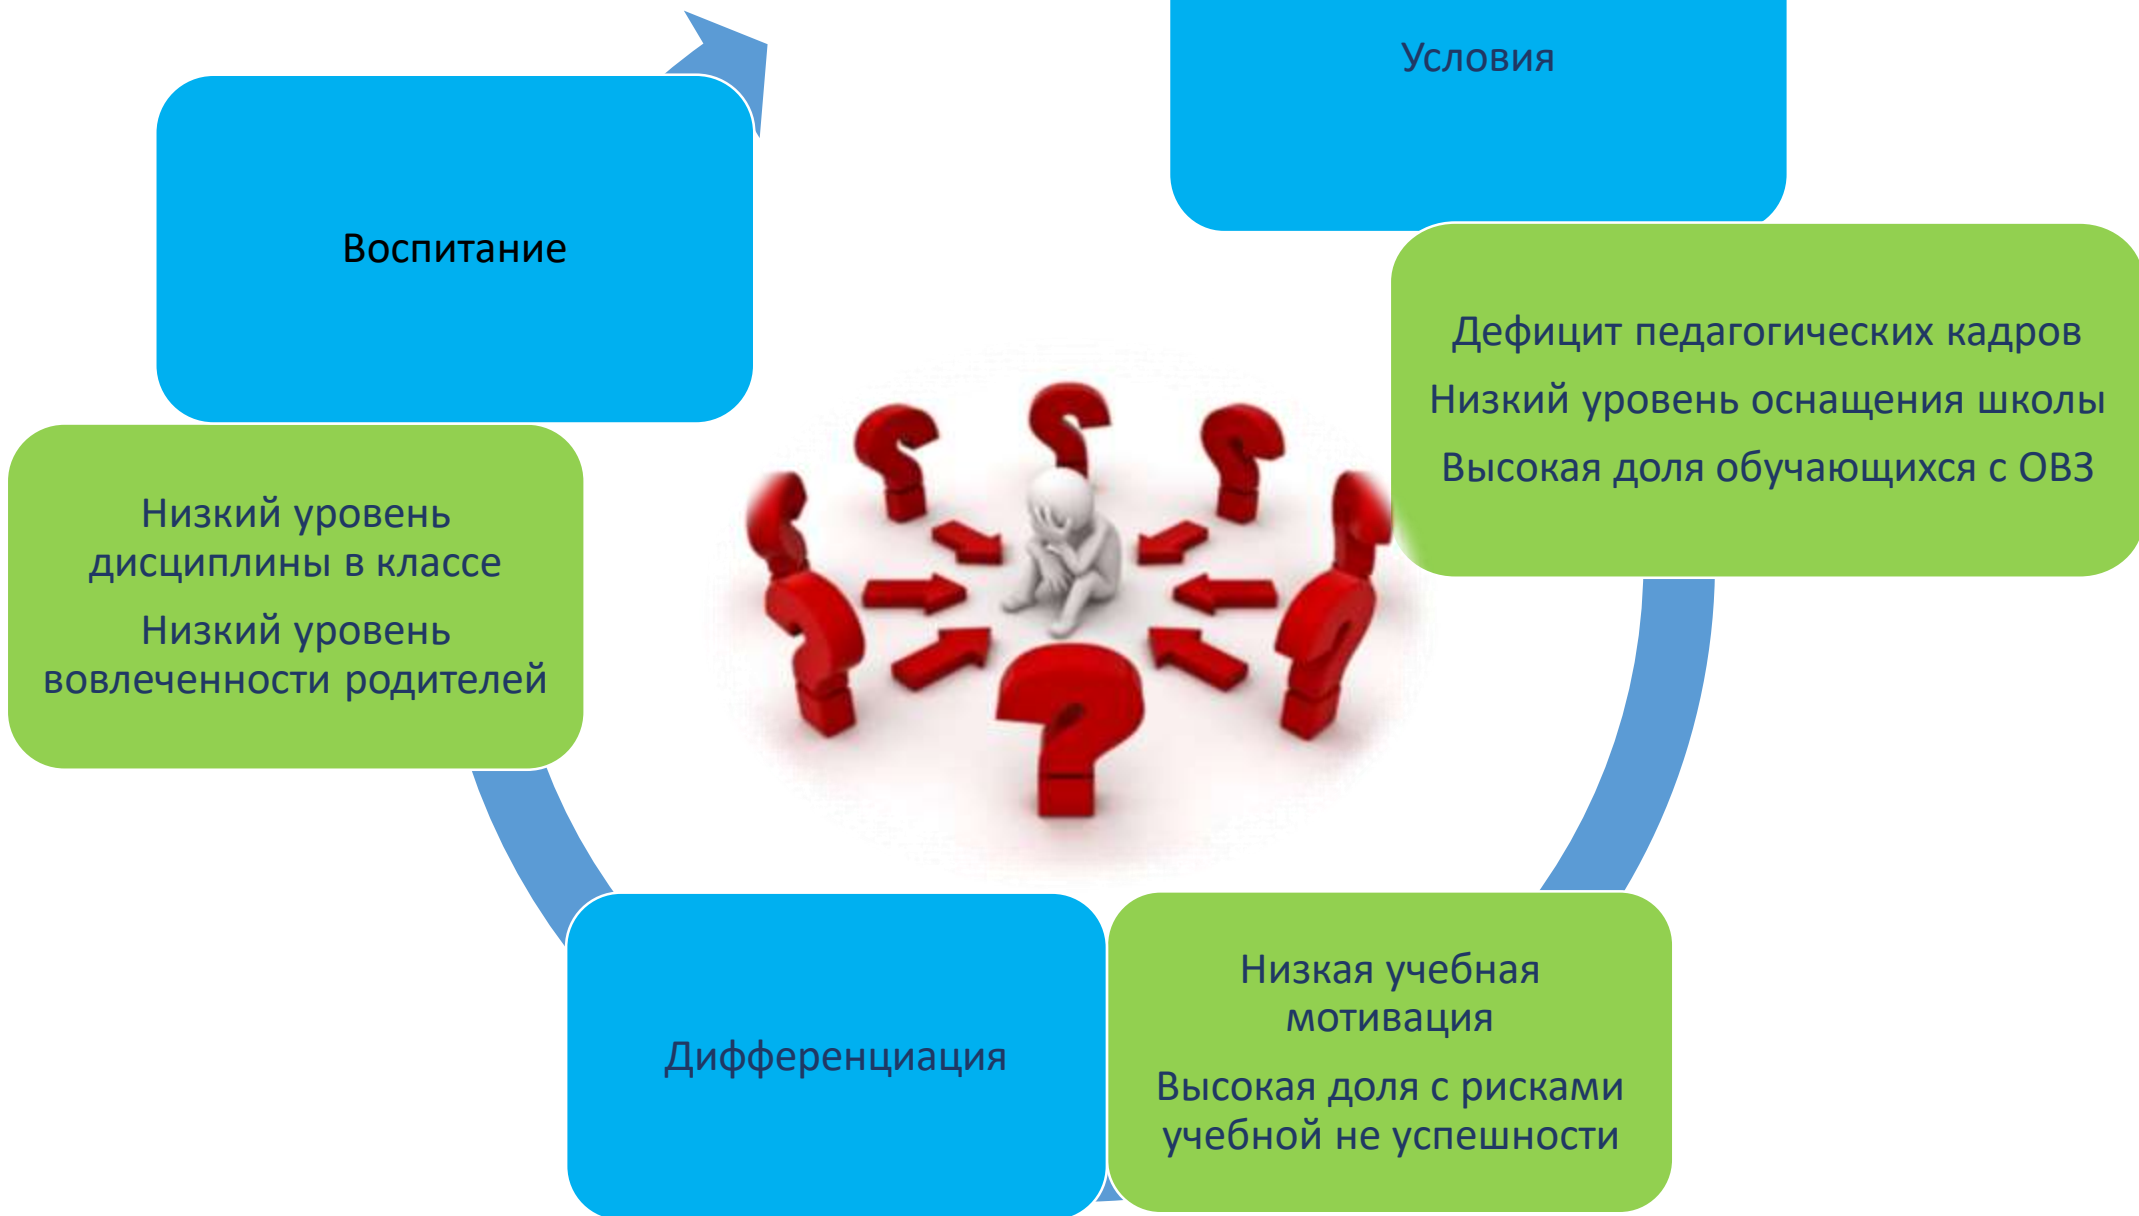 Условия
Дефицит педагогических кадров
Низкий уровень оснащения школы
Высокая доля обучающихся с ОВЗ
Воспитание
Низкий уровень
дисциплины в классе
Низкий уровень
вовлеченности родителей
Дифференциация
Низкая учебная
мотивация
Высокая доля с рисками
учебной не успешности